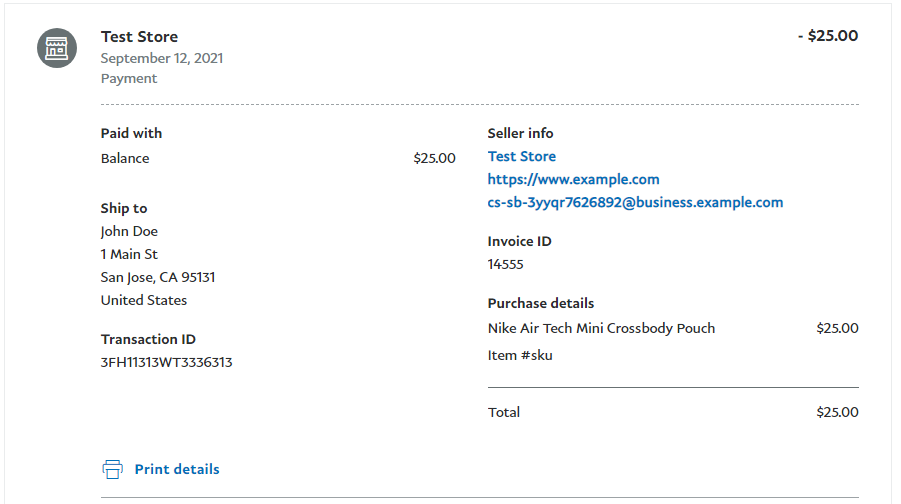 Test Store
- $25.00
September 12, 2021
Payment
Paid with
Balance $25.00
Ship to
John Doe
1 Main St
San Jose, CA 95131
United States
Transaction ID
3FH11313WT3336313
Seller info
Test Store
https://www.example.com
cs-sb-3yyqr7626892@business.example.com
Invoice ID
14555
Purchase details
Nike Air Tech Mini Crossbody Pouch $25.00
Item #sku
Total $25.00
Print details